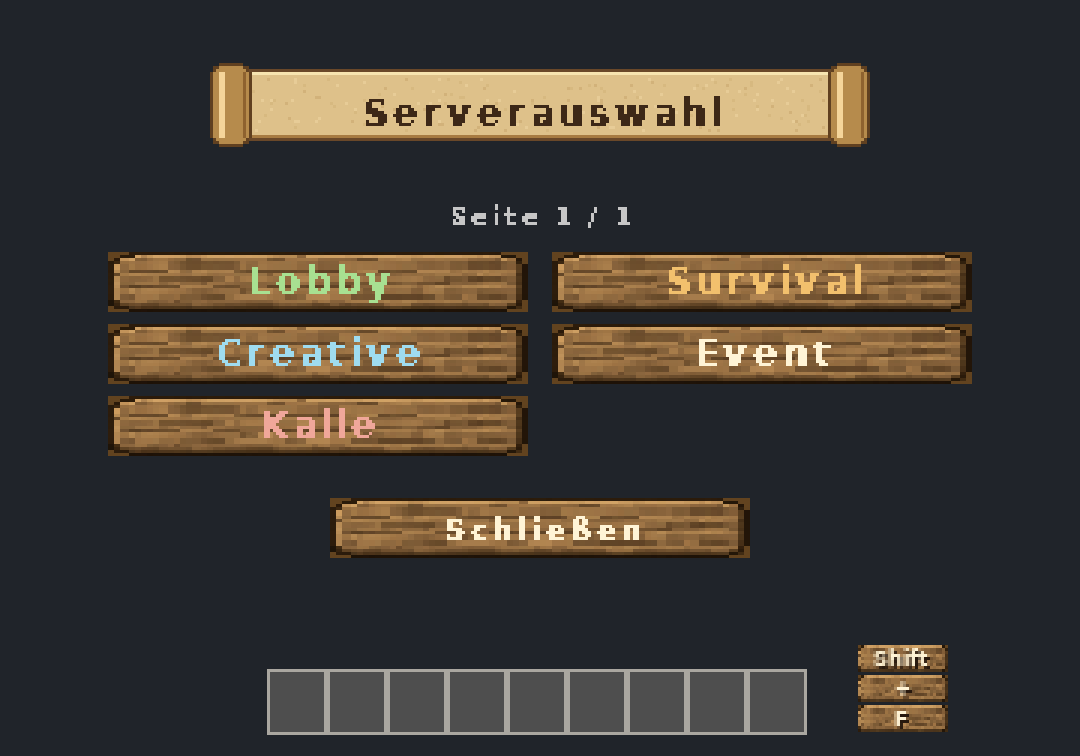 Serverauswahl
Seite 1 / 1
Lobby
Survival
Creative
Event
Kalle
Schließen
Shift
+
F